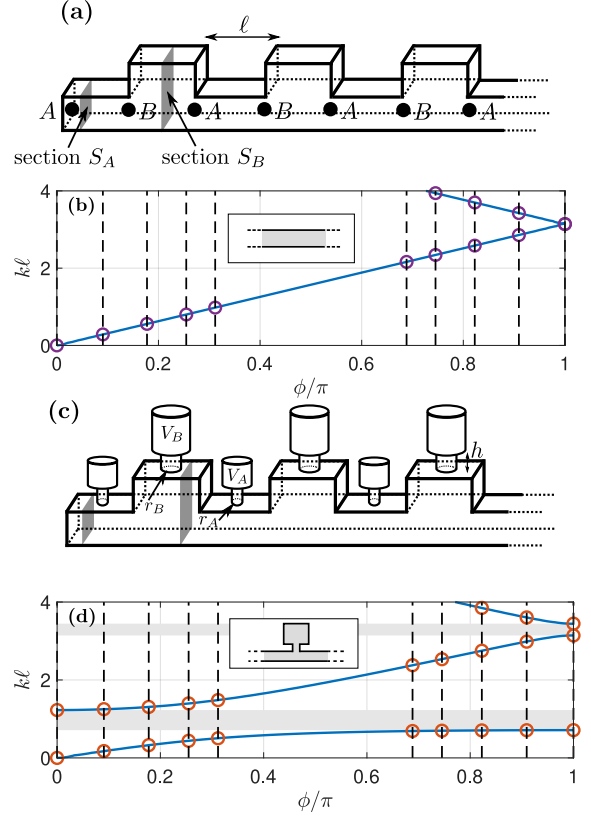 (a)
ℓ
A B A B A B A
section S_A section S_B
(b)
4
2
0
kℓ
0 0.2 0.4 0.6 0.8 1
ϕ/π
(c)
V_B
h
V_A
r_B r_A
(d)
4
2
0
kℓ
0 0.2 0.4 0.6 0.8 1
ϕ/π